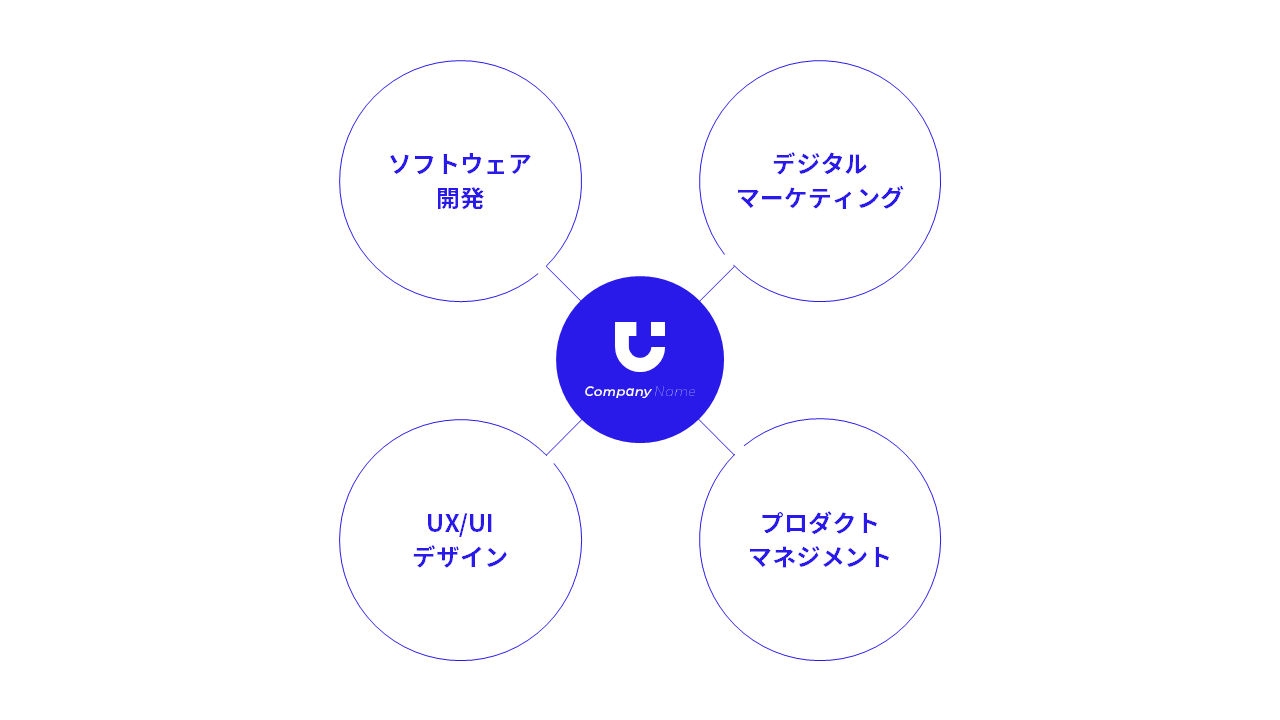 ソフトウェア
開発
デジタル
マーケティング
Company Name
UX/UI
デザイン
プロダクト
マネジメント